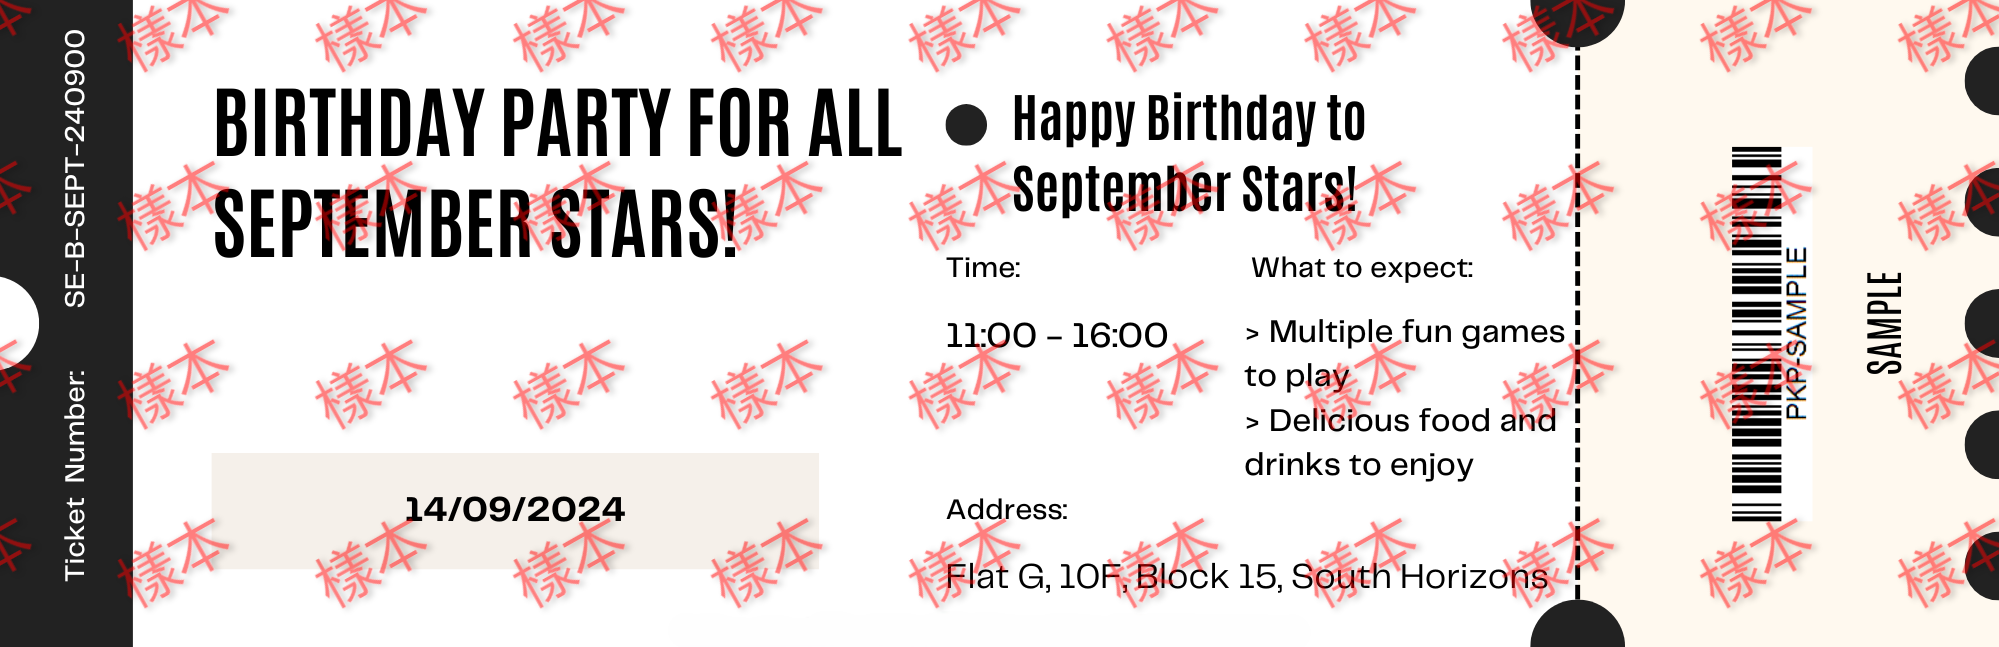 Ticket Number: SE-B-SEPT-240900
BIRTHDAY PARTY FOR ALL
SEPTEMBER STARS!
14/09/2024
Happy Birthday to
September Stars!
Time:
11:00 - 16:00
What to expect:
> Multiple fun games
to play
> Delicious food and
drinks to enjoy
Address:
Flat G, 10F, Block 15, South Horizons
PKP-SAMPLE
SAMPLE
樣本